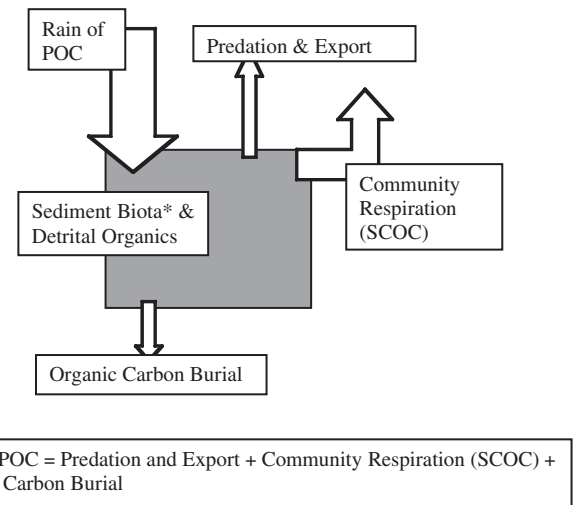 Rain of
POC
Predation & Export
Sediment Biota* &
Detrital Organics
Community
Respiration
(SCOC)
Organic Carbon Burial
POC = Predation and Export + Community Respiration (SCOC) +
Carbon Burial